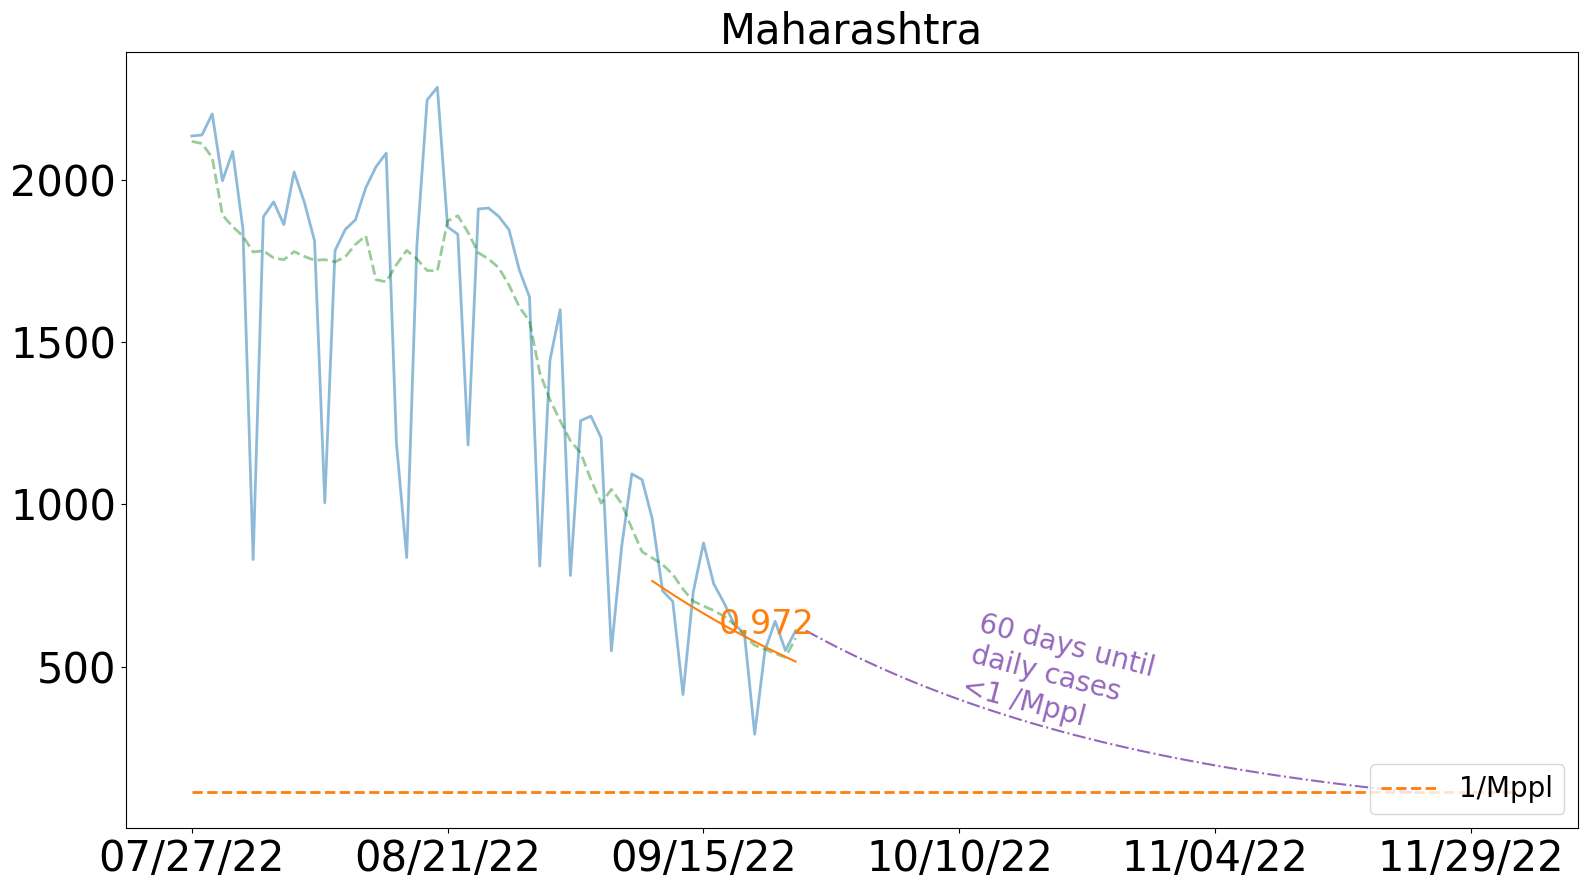 Maharashtra
2000
1500
1000
500
0.972
60 days until
daily cases
<1 /Mppl
1/Mppl
07/27/22 08/21/22 09/15/22 10/10/22 11/04/22 11/29/22